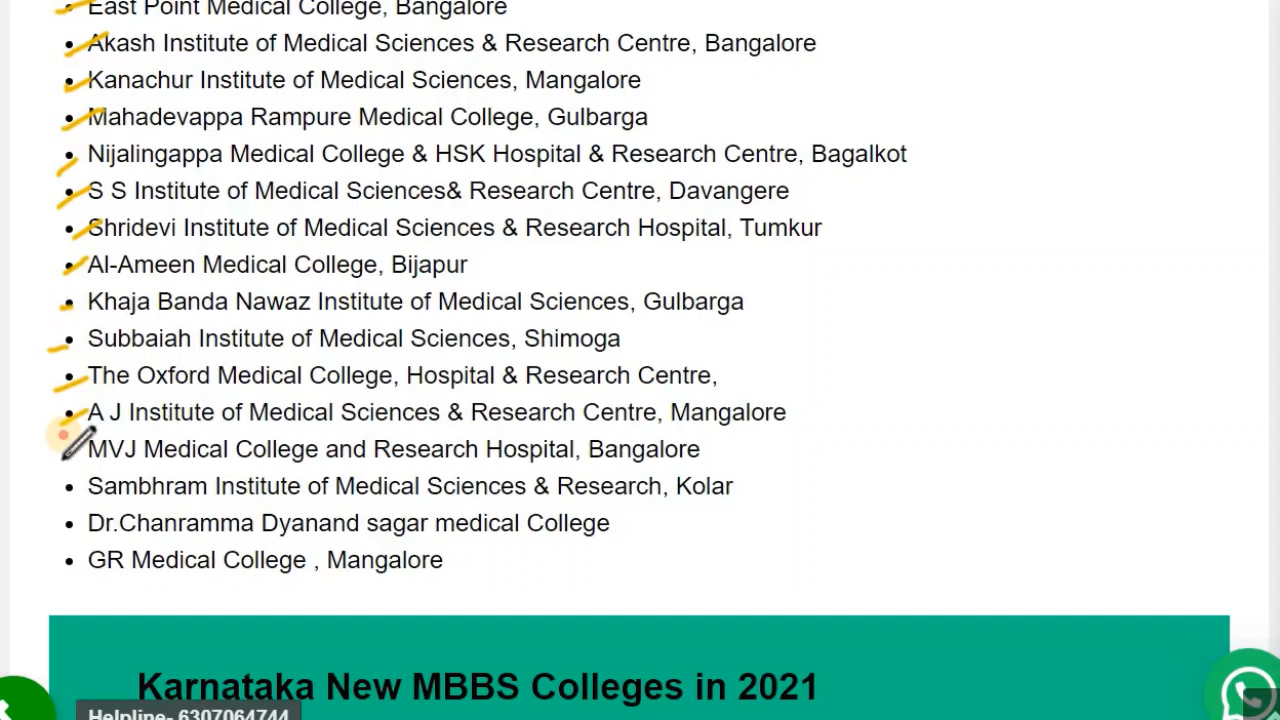 East Point Medical College, Bangalore
Akash Institute of Medical Sciences & Research Centre, Bangalore
Kanachur Institute of Medical Sciences, Mangalore
Mahadevappa Rampure Medical College, Gulbarga
Nijalingappa Medical College & HSK Hospital & Research Centre, Bagalkot
S S Institute of Medical Sciences& Research Centre, Davangere
Shridevi Institute of Medical Sciences & Research Hospital, Tumkur
Al-Ameen Medical College, Bijapur
Khaja Banda Nawaz Institute of Medical Sciences, Gulbarga
Subbaiah Institute of Medical Sciences, Shimoga
The Oxford Medical College, Hospital & Research Centre,
A J Institute of Medical Sciences & Research Centre, Mangalore
MVJ Medical College and Research Hospital, Bangalore
Sambhram Institute of Medical Sciences & Research, Kolar
Dr.Chanramma Dyanand sagar medical College
GR Medical College , Mangalore
Karnataka New MBBS Colleges in 2021
Helpline- 6307064744